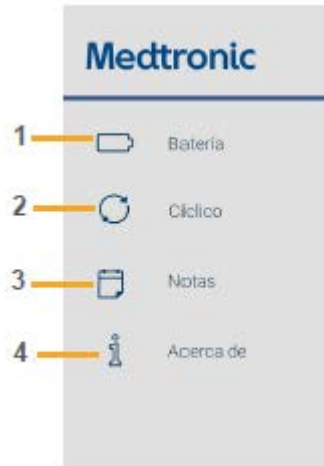 Medtronic
1 Batería
2 Cíclico
3 Notas
4 Acerca de